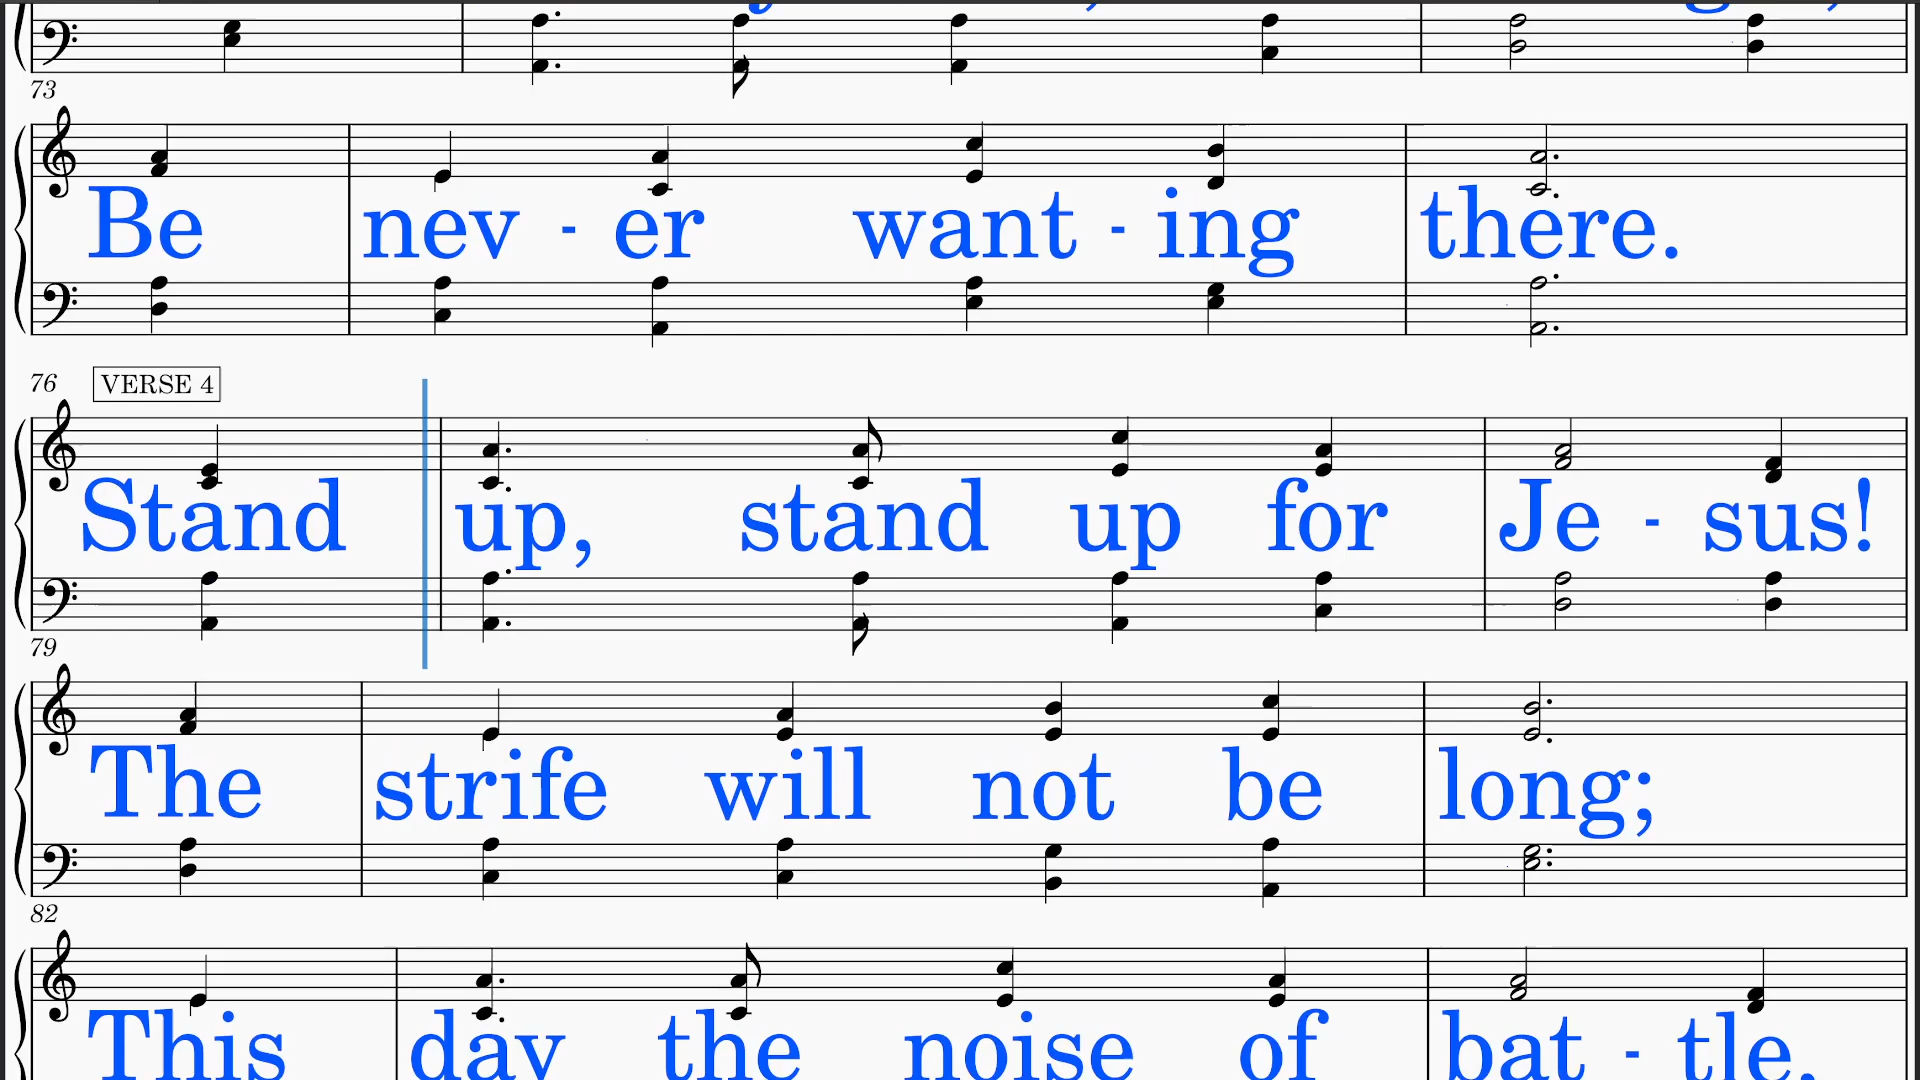 73
Be nev - er want - ing there.
76 VERSE 4
Stand up, stand up for Je - sus!
79
The strife will not be long;
82
This day the noise of bat - tle,